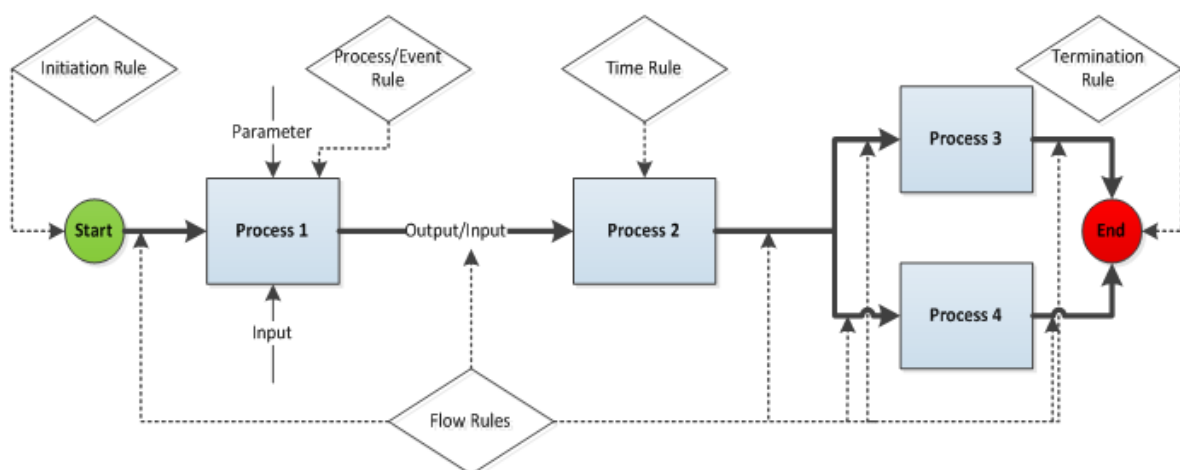 Initiation Rule
Process/Event
Rule
Time Rule
Termination
Rule
Parameter
Process 3
Start
Process 1
Output/Input
Process 2
End
Input
Process 4
Flow Rules